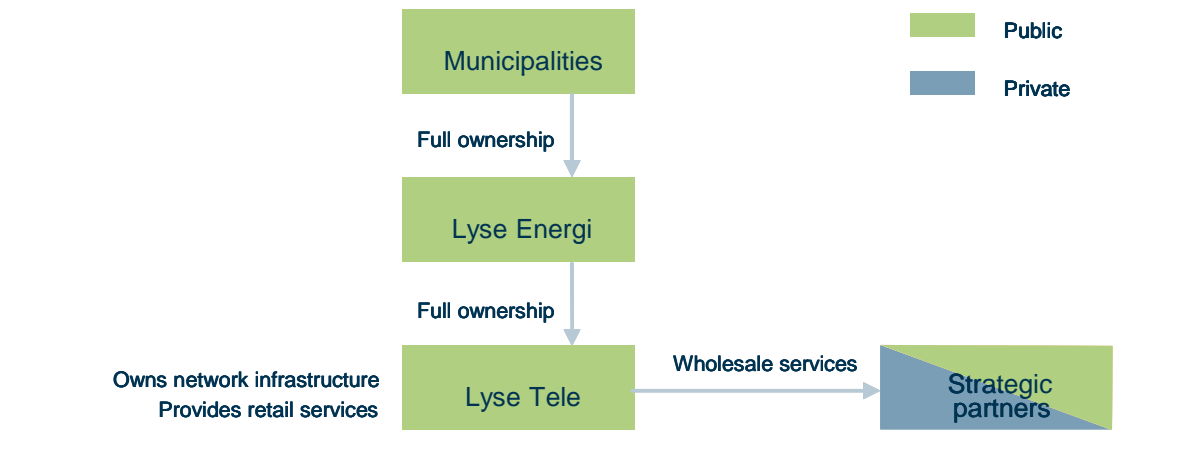 Municipalities
Public
Private
Full ownership
Lyse Energi
Full ownership
Owns network infrastructure
Provides retail services
Lyse Tele
Wholesale services
Strategic
partners